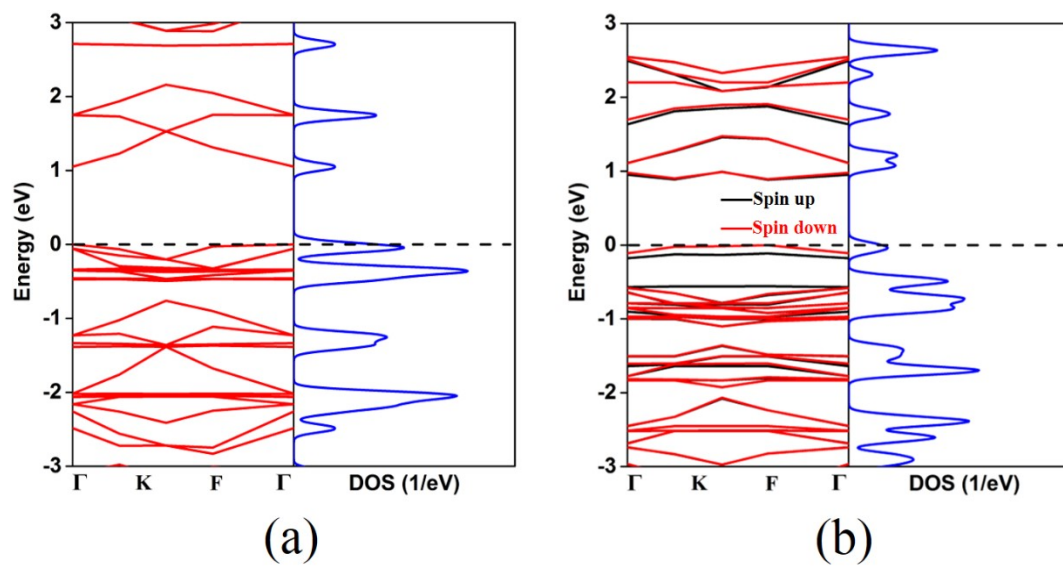 3
2
1
0
-1
-2
-3
Energy (eV)
Γ K F Γ
DOS (1/eV)
(a)
3
2
1
0
-1
-2
-3
Energy (eV)
Spin up
Spin down
Γ K F Γ
DOS (1/eV)
(b)